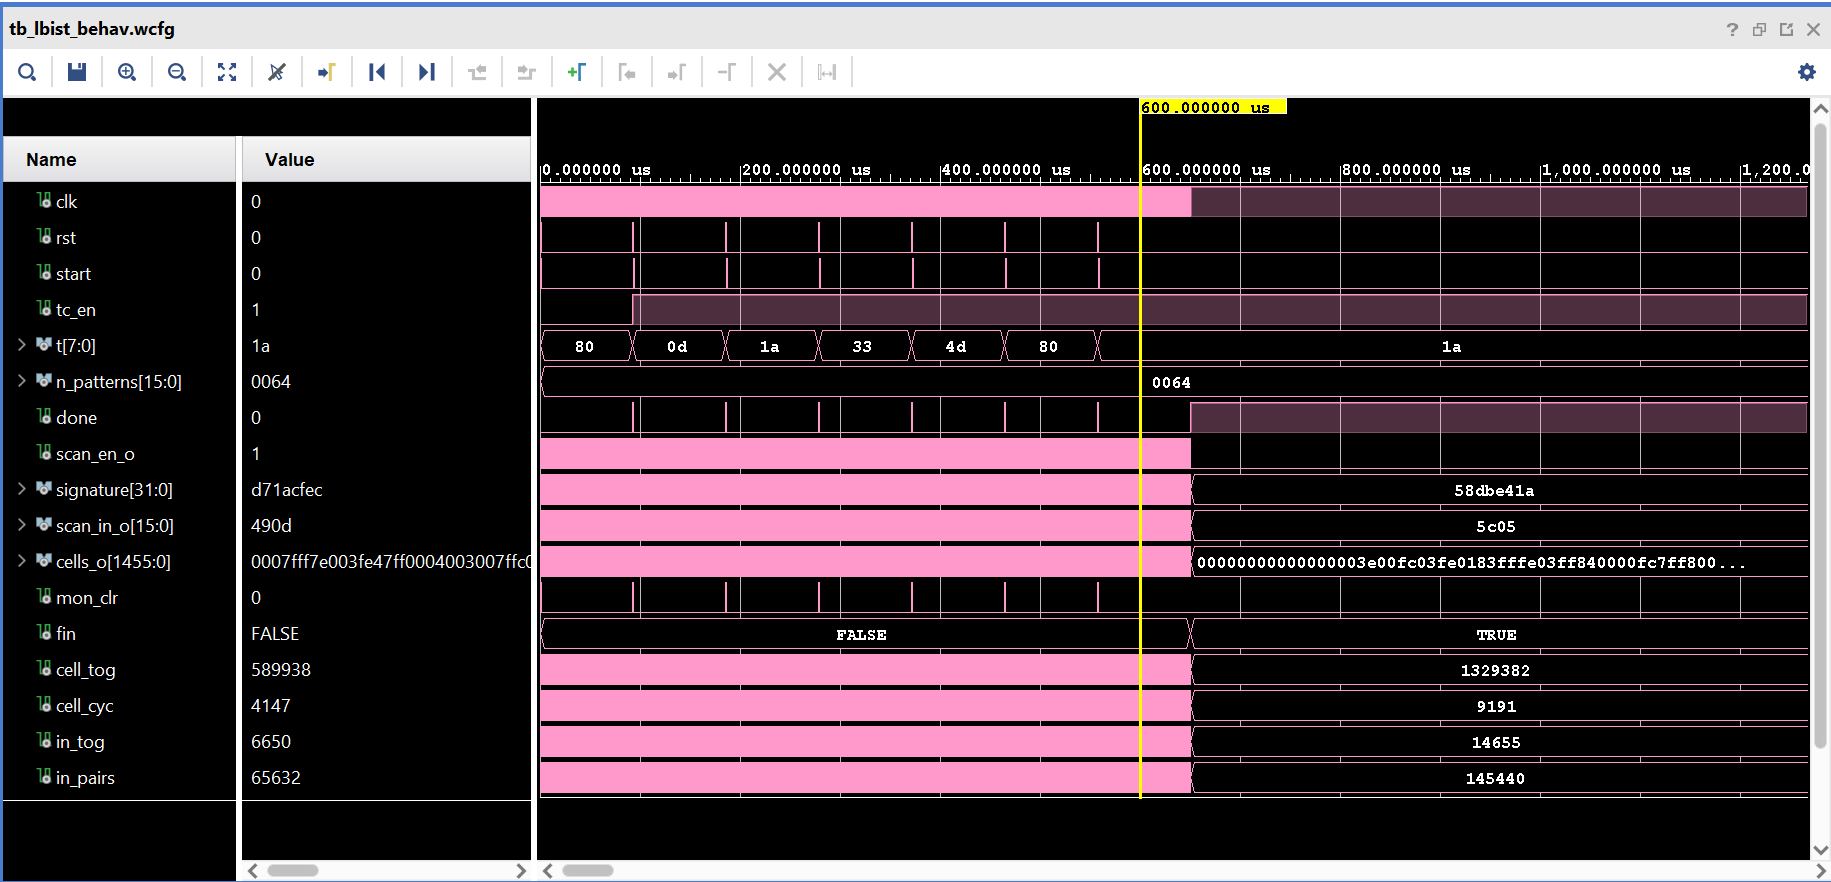 tb_lbist_behav.wcfg
?
600.000000 us
0.000000 us 200.000000 us 400.000000 us 600.000000 us 800.000000 us 1,000.000000 us 1,200.0
Name Value
clk 0
rst 0
start 0
tc_en 1
t[7:0] 1a 80 0d 1a 33 4d 80 1a
n_patterns[15:0] 0064 0064
done 0
scan_en_o 1
signature[31:0] d71acfec 58dbe41a
scan_in_o[15:0] 490d 5c05
cells_o[1455:0] 0007fff7e003fe47ff0004003007ffc0 00000000000000003e00fc03fe0183fffe03ff840000fc7ff800...
mon_clr 0
fin FALSE FALSE TRUE
cell_tog 589938 1329382
cell_cyc 4147 9191
in_tog 6650 14655
in_pairs 65632 145440